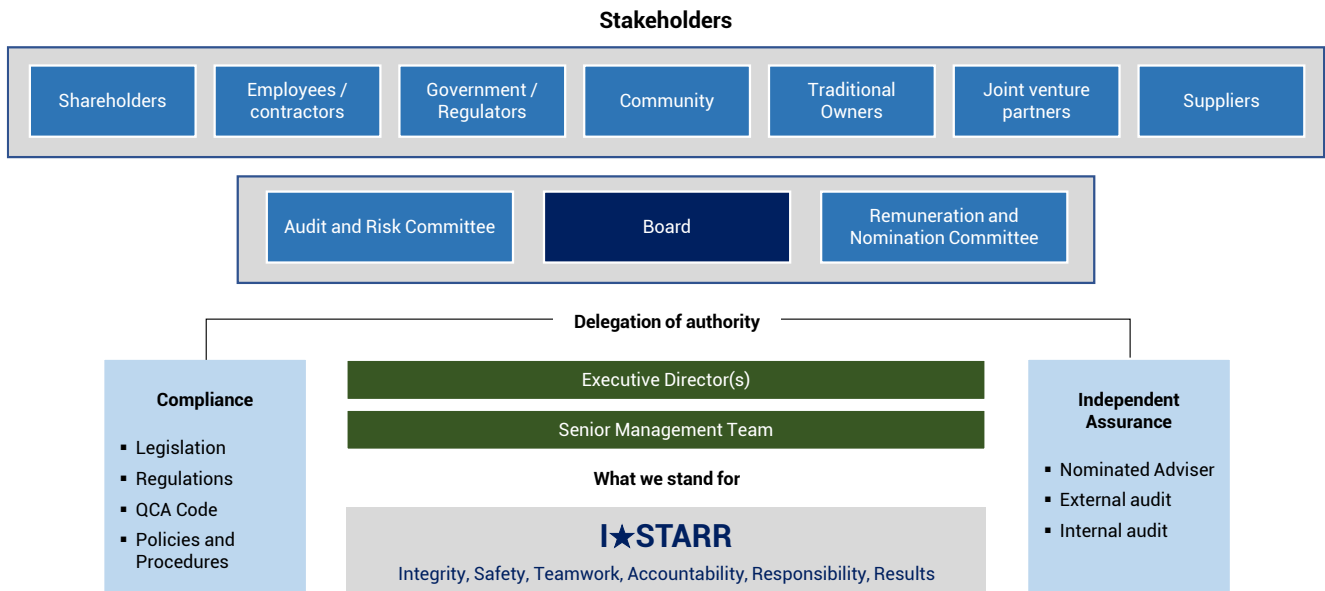 Stakeholders
Shareholders
Employees /
contractors
Government /
Regulators
Community
Traditional
Owners
Joint venture
partners
Suppliers
Audit and Risk Committee
Board
Remuneration and
Nomination Committee
Delegation of authority
Compliance
▪ Legislation
▪ Regulations
▪ QCA Code
▪ Policies and
Procedures
Executive Director(s)
Senior Management Team
What we stand for
I★STARR
Integrity, Safety, Teamwork, Accountability, Responsibility, Results
Independent
Assurance
▪ Nominated Adviser
▪ External audit
▪ Internal audit